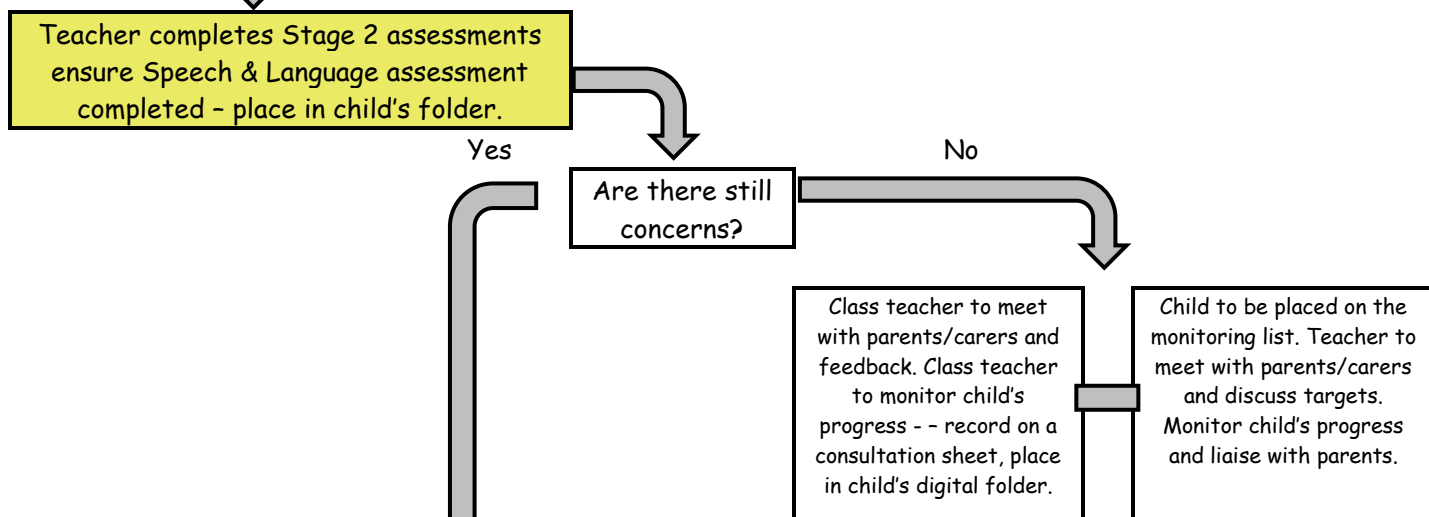 Teacher completes Stage 2 assessments
ensure Speech & Language assessment
completed – place in child's folder.
Yes
No
Are there still
concerns?
Class teacher to meet
with parents/carers and
feedback. Class teacher
to monitor child's
progress - – record on a
consultation sheet, place
in child's digital folder.
Child to be placed on the
monitoring list. Teacher to
meet with parents/carers
and discuss targets.
Monitor child's progress
and liaise with parents.